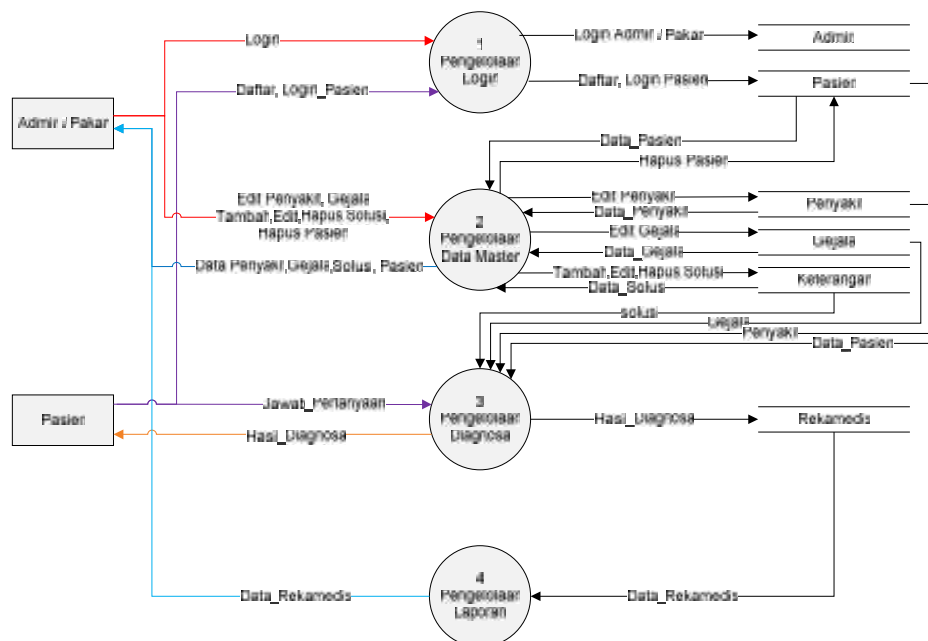 Login
1
Pengelolaan
Login
Login Admin / Pakar
Admin
Daftar, Login_Pasien
Daftar, Login Pasien
Pasien
Admin / Pakar
Data_Pasien
Hapus Pasien
Edit Penyakit, Gejala
Tambah,Edit,Hapus Solusi,
Hapus Pasien
2
Pengelolaan
Data Master
Edit Penyakit
Data_Penyakit
Penyakit
Edit Gejala
Data_Gejala
Gejala
Data Penyakit,Gejala,Solusi, Pasien
Tambah,Edit,Hapus Solusi
Data_Solusi
Keterangan
solusi
Gejala
Penyakit
Data_Pasien
Pasien
Jawab_Pertanyaan
Hasil_Diagnosa
3
Pengelolaan
Diagnosa
Hasil_Diagnosa
Rekamedis
4
Pengelolaan
Laporan
Data_Rekamedis
Data_Rekamedis